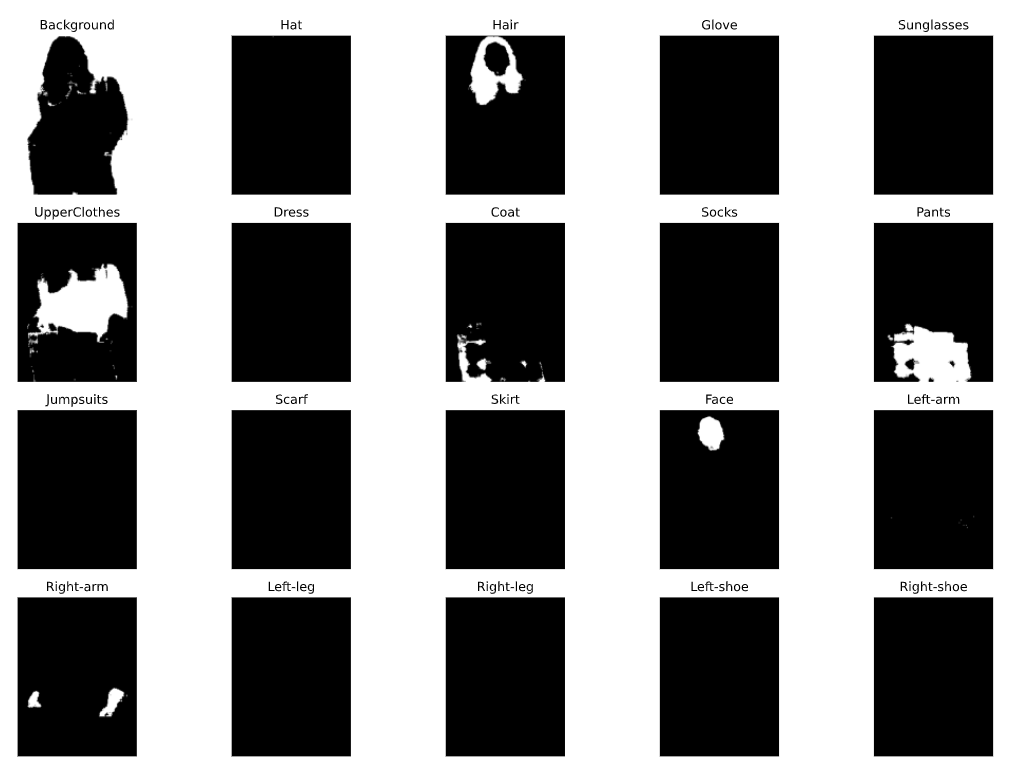 Background Hat Hair Glove Sunglasses
UpperClothes Dress Coat Socks Pants
Jumpsuits Scarf Skirt Face Left-arm
Right-arm Left-leg Right-leg Left-shoe Right-shoe